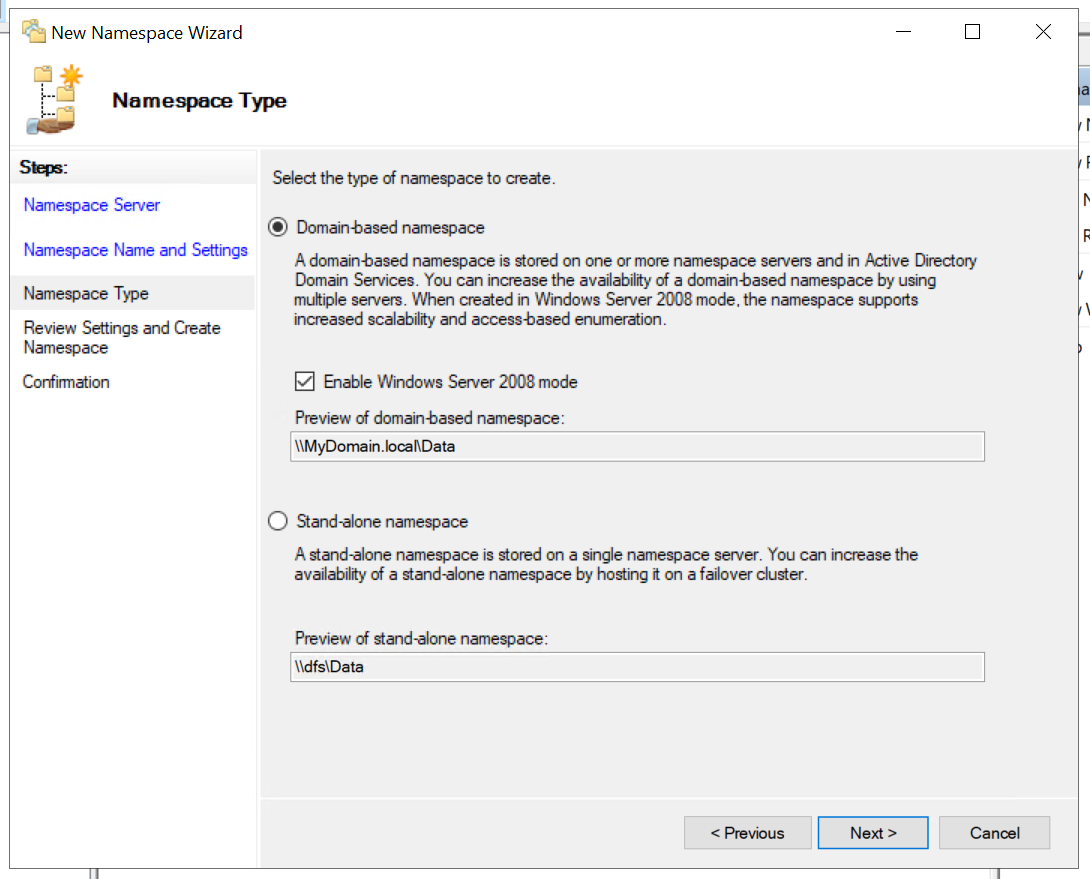 New Namespace Wizard
Namespace Type
Steps:
Namespace Server
Namespace Name and Settings
Namespace Type
Review Settings and Create
Namespace
Confirmation
Select the type of namespace to create.
Domain-based namespace
A domain-based namespace is stored on one or more namespace servers and in Active Directory
Domain Services. You can increase the availability of a domain-based namespace by using
multiple servers. When created in Windows Server 2008 mode, the namespace supports
increased scalability and access-based enumeration.
Enable Windows Server 2008 mode
Preview of domain-based namespace:
\\MyDomain.local\Data
Stand-alone namespace
A stand-alone namespace is stored on a single namespace server. You can increase the
availability of a stand-alone namespace by hosting it on a failover cluster.
Preview of stand-alone namespace:
\\dfs\Data
< Previous
Next >
Cancel